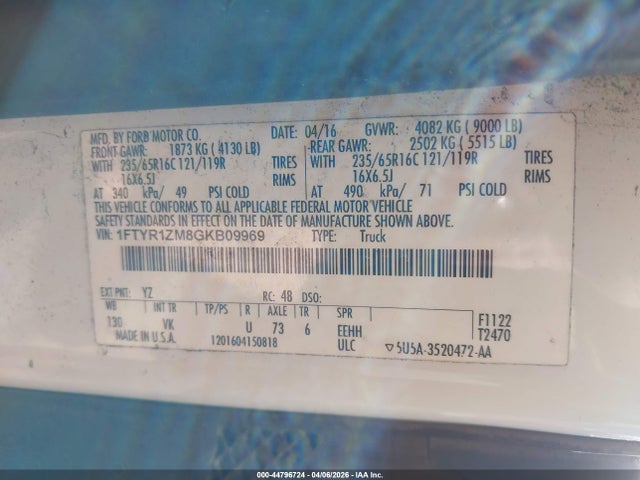 MFD. BY FORD MOTOR CO. DATE: 04/16 GVWR: 4082 KG ( 9000 LB)
FRONT GAWR: 1873 KG ( 4130 LB) REAR GAWR: 2502 KG ( 5515 LB)
WITH 235/65R16C 121/119R TIRES WITH 235/65R16C 121/119R TIRES
16X6.5J RIMS 16X6.5J RIMS
AT 340 kPa/ 49 PSI COLD AT 490 kPa/ 71 PSI COLD
THIS VEHICLE CONFORMS TO ALL APPLICABLE FEDERAL MOTOR VEHICLE
SAFETY STANDARDS IN EFFECT ON THE DATE OF MANUFACTURE SHOWN ABOVE.
VIN: 1FTYR1ZM8GKB09969 TYPE: Truck
EXT PNT: YZ RC: 48 DSO:
WB INT TR TP/PS R AXLE TR SPR
130 VK U 73 6 EEHH F1122
MADE IN U.S.A. 1201604150818 ULC T2470
5U5A-3520472-AA
000-44796724 | 04/06/2026 | IAA Inc.